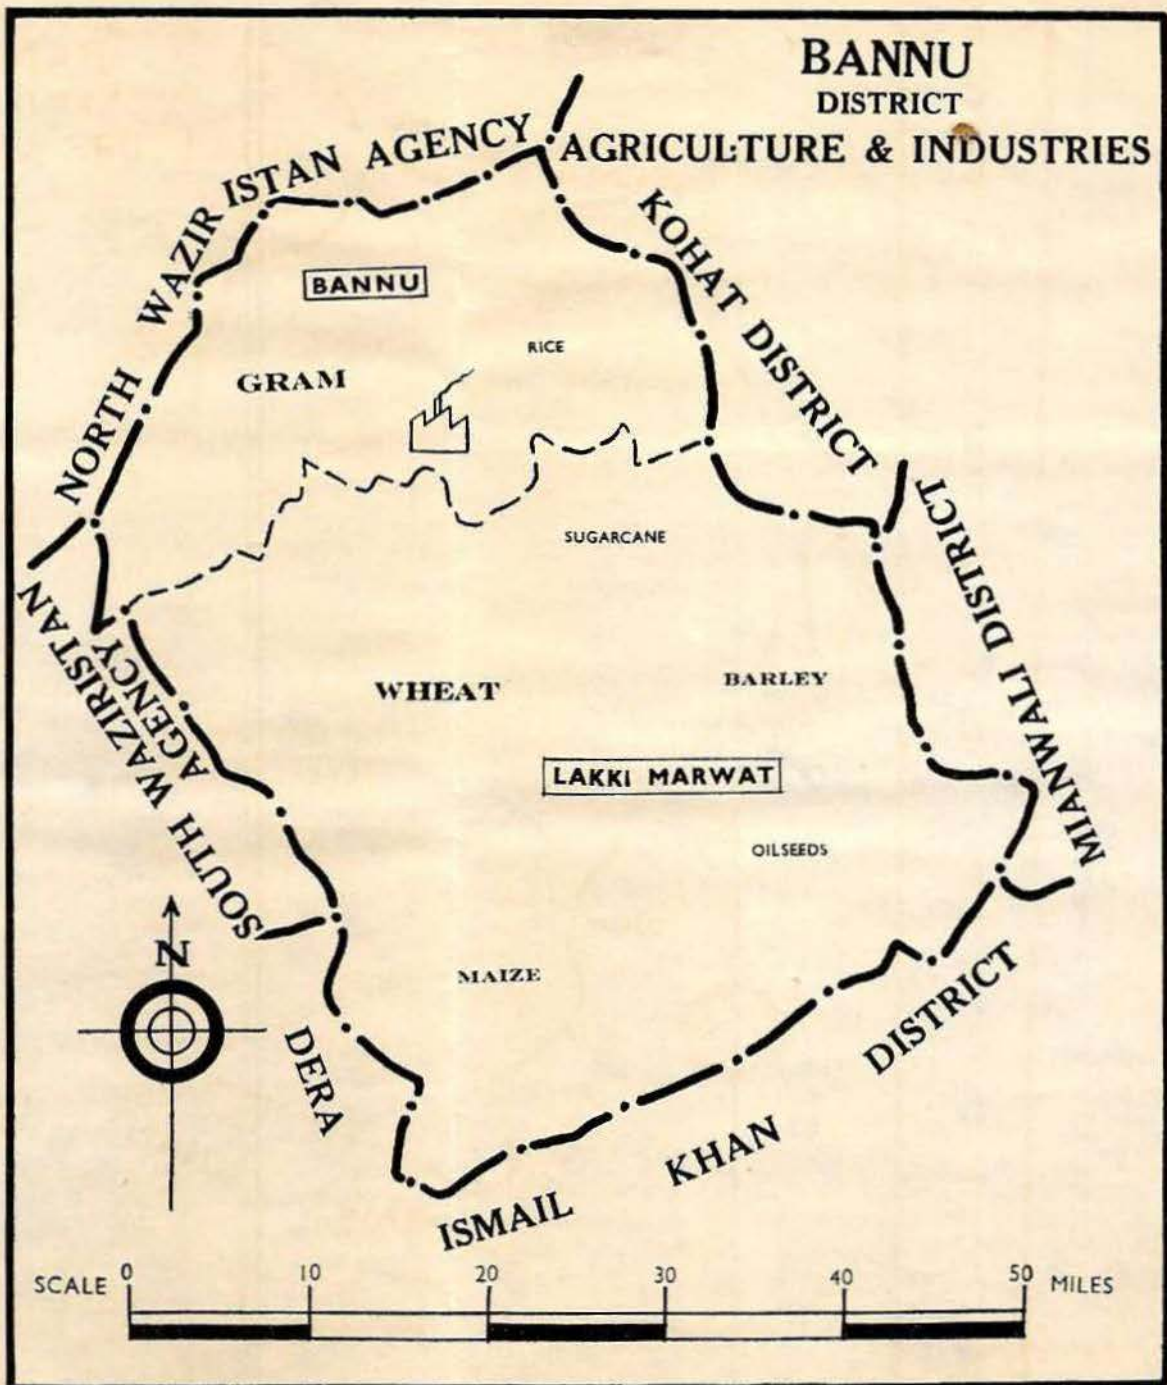 BANNU
DISTRICT
AGRICULTURE & INDUSTRIES
NORTH WAZIRISTAN AGENCY
KOHAT DISTRICT
BANNU
RICE
GRAM
MIANWALI DISTRICT
SUGARCANE
SOUTH WAZIRISTAN
AGENCY
WHEAT
BARLEY
LAKKI MARWAT
OILSEEDS
N
MAIZE
DERA ISMAIL KHAN DISTRICT
SCALE 0 10 20 30 40 50 MILES